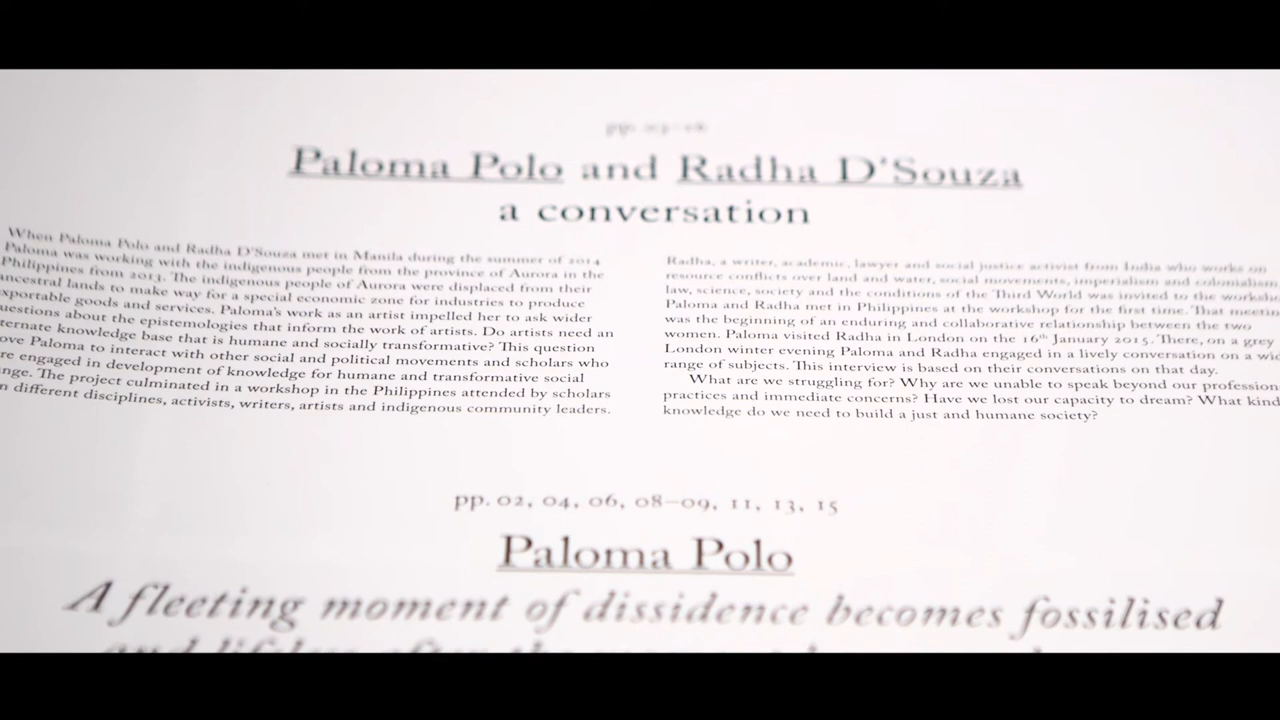 Paloma Polo and Radha D'Souza
a conversation
When Paloma Polo and Radha D'Souza met in Manila during the summer of 2014
Paloma was working with the indigenous people from the province of Aurora in the
Philippines from 2013. The indigenous people of Aurora were displaced from their
ancestral lands to make way for a special economic zone for industries to produce
xportable goods and services. Paloma's work as an artist impelled her to ask wider
uestions about the epistemologies that inform the work of artists. Do artists need an
ternate knowledge base that is humane and socially transformative? This question
ove Paloma to interact with other social and political movements and scholars who
re engaged in development of knowledge for humane and transformative social
nge. The project culminated in a workshop in the Philippines attended by scholars
n different disciplines, activists, writers, artists and indigenous community leaders.
Radha, a writer, academic, lawyer and social justice activist from India who works on
resource conflicts over land and water, social movements, imperialism and colonialism,
law, science, society and the conditions of the Third World was invited to the workshop
Paloma and Radha met in Philippines at the workshop for the first time. That meetin
was the beginning of an enduring and collaborative relationship between the two
women. Paloma visited Radha in London on the 16th January 2015. There, on a grey
London winter evening Paloma and Radha engaged in a lively conversation on a wid
range of subjects. This interview is based on their conversations on that day.
What are we struggling for? Why are we unable to speak beyond our profession
practices and immediate concerns? Have we lost our capacity to dream? What kind
knowledge do we need to build a just and humane society?
pp. 02, 04, 06, 08–09, 11, 13, 15
Paloma Polo
A fleeting moment of dissidence becomes fossilised